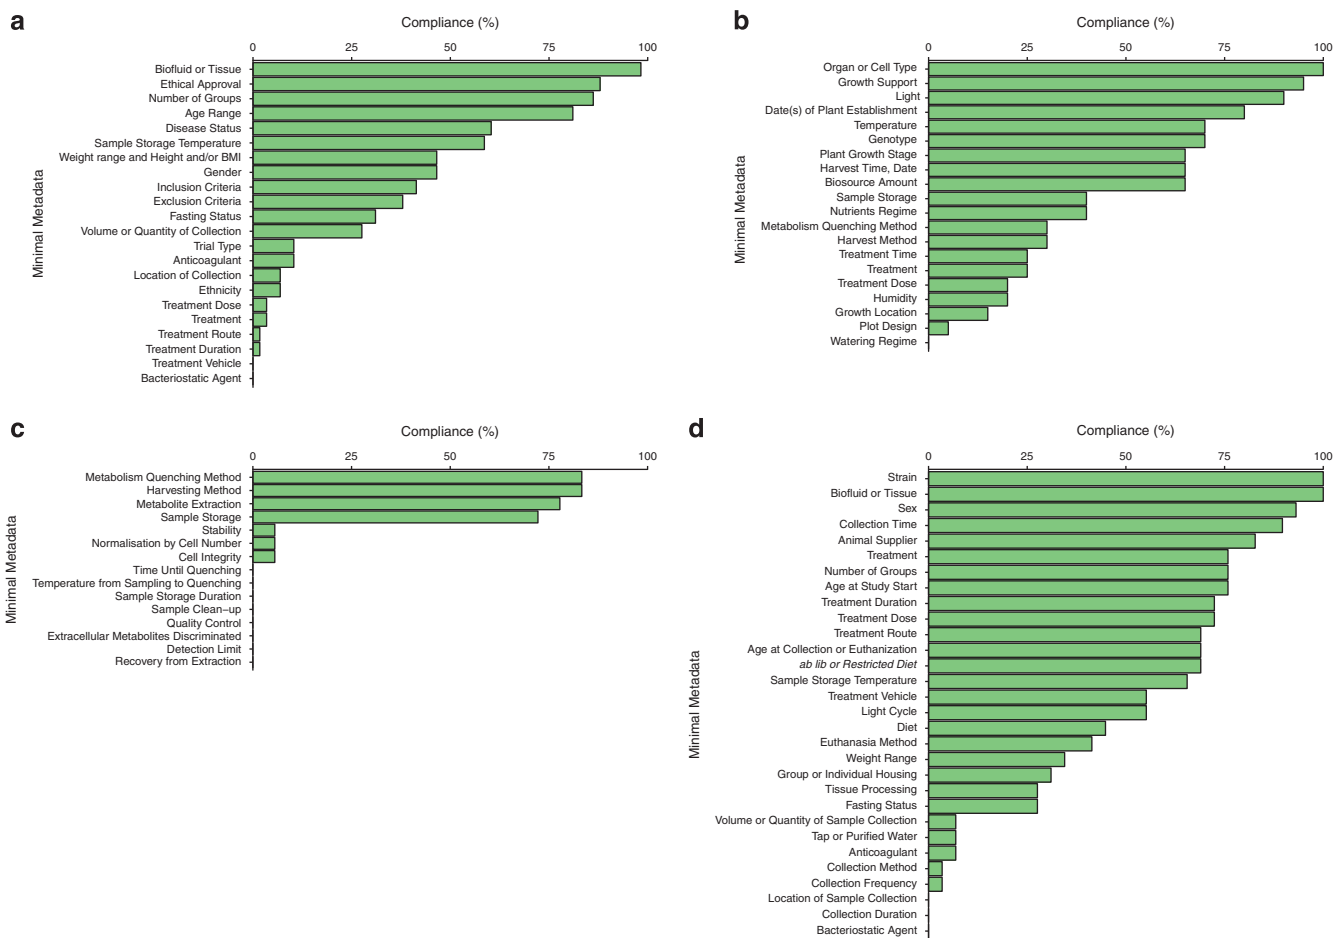 a
Compliance (%)
0 25 50 75 100
Minimal Metadata
Biofluid or Tissue
Ethical Approval
Number of Groups
Age Range
Disease Status
Sample Storage Temperature
Weight range and Height and/or BMI
Gender
Inclusion Criteria
Exclusion Criteria
Fasting Status
Volume or Quantity of Collection
Trial Type
Anticoagulant
Location of Collection
Ethnicity
Treatment Dose
Treatment
Treatment Route
Treatment Duration
Treatment Vehicle
Bacteriostatic Agent
b
Compliance (%)
0 25 50 75 100
Minimal Metadata
Organ or Cell Type
Growth Support
Light
Date(s) of Plant Establishment
Temperature
Genotype
Plant Growth Stage
Harvest Time, Date
Biosource Amount
Sample Storage
Nutrients Regime
Metabolism Quenching Method
Harvest Method
Treatment Time
Treatment
Treatment Dose
Humidity
Growth Location
Plot Design
Watering Regime
c
Compliance (%)
0 25 50 75 100
Minimal Metadata
Metabolism Quenching Method
Harvesting Method
Metabolite Extraction
Sample Storage
Stability
Normalisation by Cell Number
Cell Integrity
Time Until Quenching
Temperature from Sampling to Quenching
Sample Storage Duration
Sample Clean−up
Quality Control
Extracellular Metabolites Discriminated
Detection Limit
Recovery from Extraction
d
Compliance (%)
0 25 50 75 100
Minimal Metadata
Strain
Biofluid or Tissue
Sex
Collection Time
Animal Supplier
Treatment
Number of Groups
Age at Study Start
Treatment Duration
Treatment Dose
Treatment Route
Age at Collection or Euthanization
ab lib or Restricted Diet
Sample Storage Temperature
Treatment Vehicle
Light Cycle
Diet
Euthanasia Method
Weight Range
Group or Individual Housing
Tissue Processing
Fasting Status
Volume or Quantity of Sample Collection
Tap or Purified Water
Anticoagulant
Collection Method
Collection Frequency
Location of Sample Collection
Collection Duration
Bacteriostatic Agent